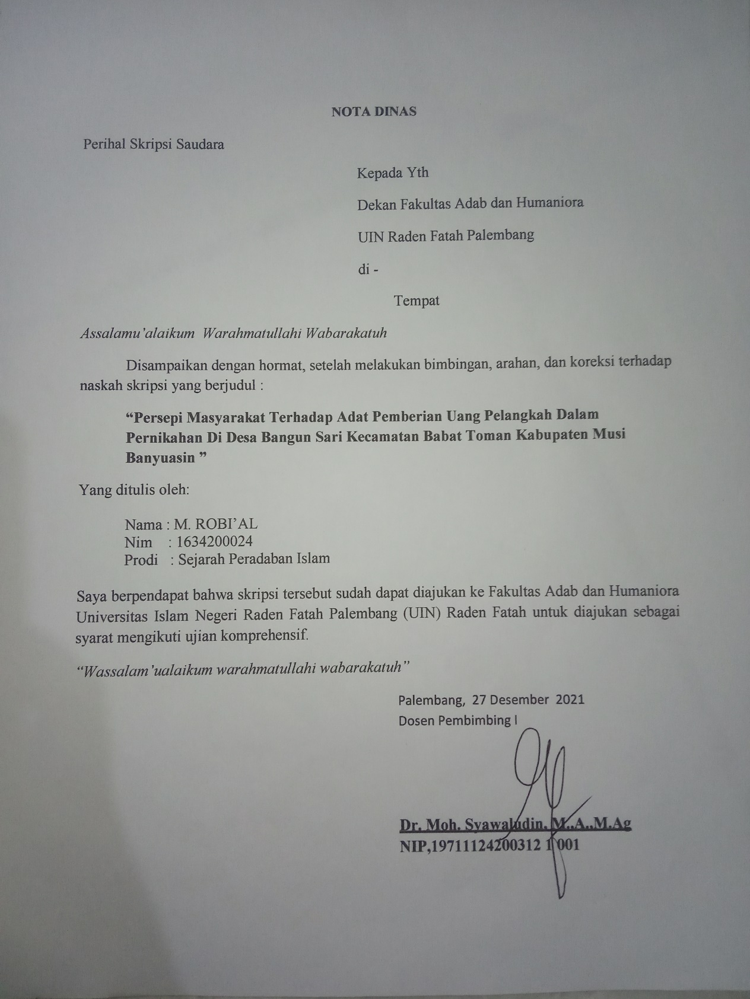 NOTA DINAS
Perihal Skripsi Saudara
Kepada Yth
Dekan Fakultas Adab dan Humaniora
UIN Raden Fatah Palembang
di -
Tempat
Assalamu’alaikum Warahmatullahi Wabarakatuh
Disampaikan dengan hormat, setelah melakukan bimbingan, arahan, dan koreksi terhadap
naskah skripsi yang berjudul :
“Persepi Masyarakat Terhadap Adat Pemberian Uang Pelangkah Dalam
Pernikahan Di Desa Bangun Sari Kecamatan Babat Toman Kabupaten Musi
Banyuasin ”
Yang ditulis oleh:
Nama : M. ROBI’AL
Nim : 1634200024
Prodi : Sejarah Peradaban Islam
Saya berpendapat bahwa skripsi tersebut sudah dapat diajukan ke Fakultas Adab dan Humaniora
Universitas Islam Negeri Raden Fatah Palembang (UIN) Raden Fatah untuk diajukan sebagai
syarat mengikuti ujian komprehensif.
“Wassalam’ualaikum warahmatullahi wabarakatuh”
Palembang, 27 Desember 2021
Dosen Pembimbing I
Dr. Moh. Syawaludin. M..A..M.Ag
NIP,19711124200312 1 001